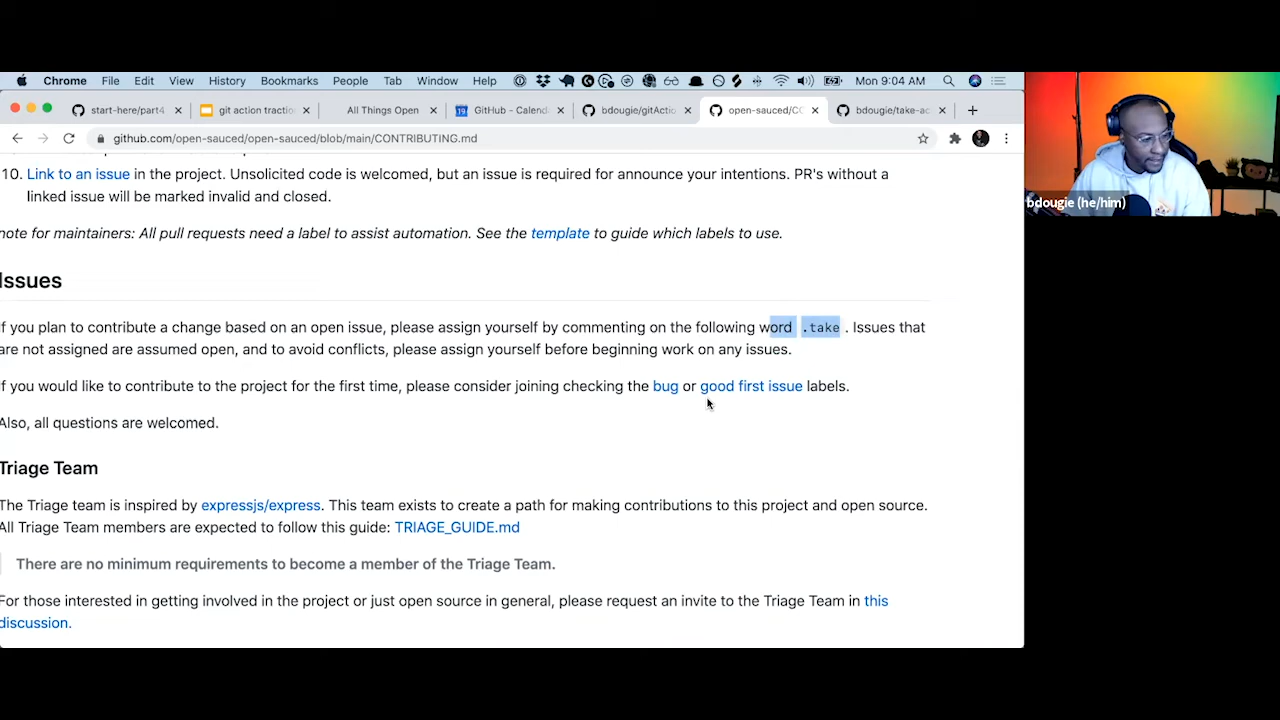 Chrome File Edit View History Bookmarks People Tab Window Help Mon 9:04 AM
start-here/part4 git action tractio All Things Open GitHub - Calend bdougie/gitActio open-sauced/CC bdougie/take-ac
github.com/open-sauced/open-sauced/blob/main/CONTRIBUTING.md
bdougie (he/him)
10. Link to an issue in the project. Unsolicited code is welcomed, but an issue is required for announce your intentions. PR's without a
linked issue will be marked invalid and closed.
note for maintainers: All pull requests need a label to assist automation. See the template to guide which labels to use.
Issues
If you plan to contribute a change based on an open issue, please assign yourself by commenting on the following word .take . Issues that
are not assigned are assumed open, and to avoid conflicts, please assign yourself before beginning work on any issues.
If you would like to contribute to the project for the first time, please consider joining checking the bug or good first issue labels.
Also, all questions are welcomed.
Triage Team
The Triage team is inspired by expressjs/express. This team exists to create a path for making contributions to this project and open source.
All Triage Team members are expected to follow this guide: TRIAGE_GUIDE.md
There are no minimum requirements to become a member of the Triage Team.
For those interested in getting involved in the project or just open source in general, please request an invite to the Triage Team in this
discussion.